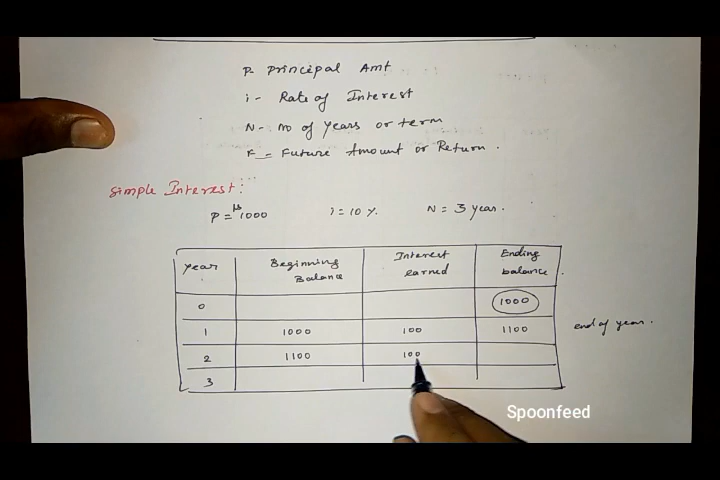 P- Principal Amt
i- Rate of Interest
N- no of years or term
F = Future Amount or Return.
Simple Interest:
P = Rs 1000 i = 10 %. N = 3 year.
year Beginning Balance Interest earned Ending balance
0 1000
1 1000 100 1100 end of year.
2 1100 100
3
Spoonfeed